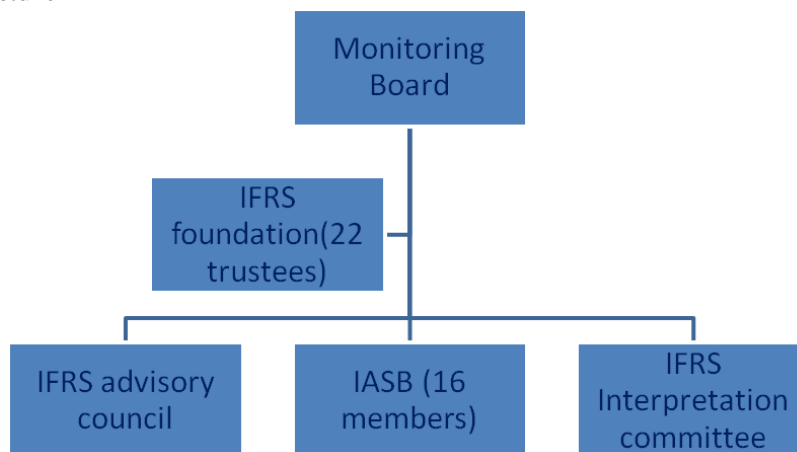 Monitoring
Board
IFRS
foundation(22
trustees)
IFRS advisory
council
IASB (16
members)
IFRS
Interpretation
committee